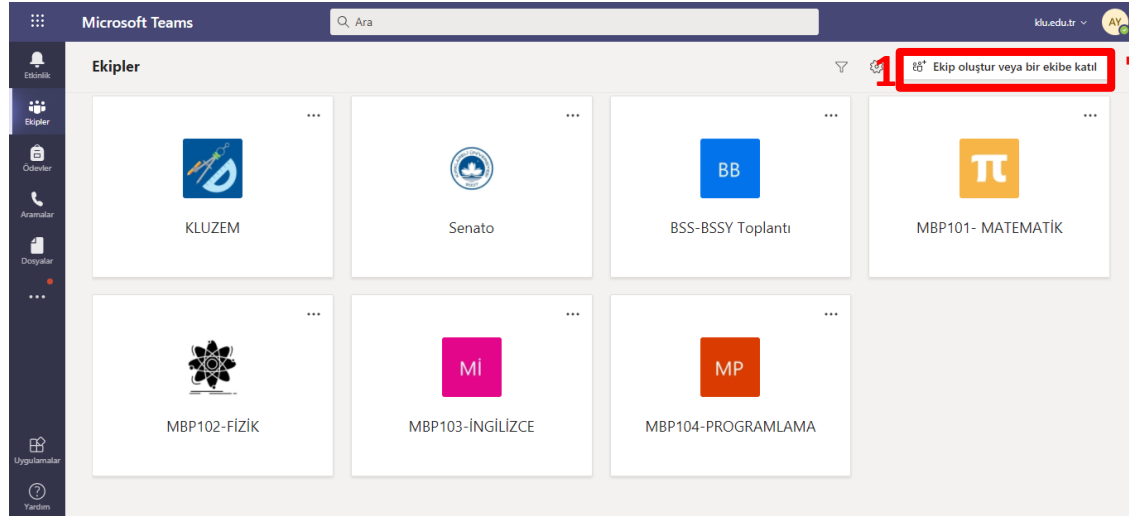 Microsoft Teams
Ara
klu.edu.tr
AY
Etkinlik
Ekipler
Ödevler
Aramalar
Dosyalar
Uygulamalar
Yardım
Ekipler
1
Ekip oluştur veya bir ekibe katıl
KLUZEM
Senato
BB
BSS-BSSY Toplantı
π
MBP101- MATEMATİK
MBP102-FİZİK
Mİ
MBP103-İNGİLİZCE
MP
MBP104-PROGRAMLAMA